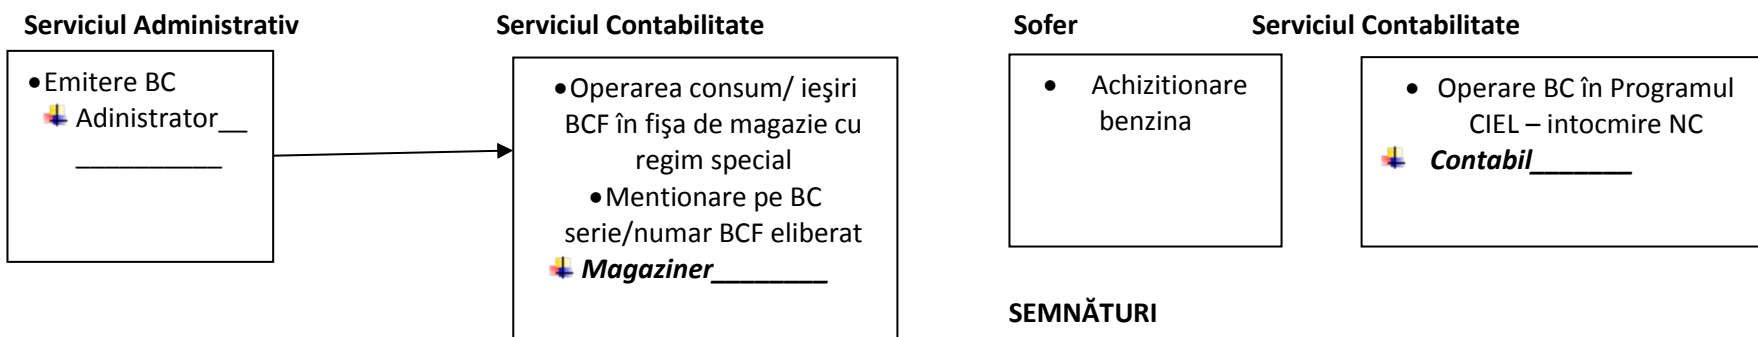 Serviciul Administrativ
Serviciul Contabilitate
Sofer
Serviciul Contabilitate
•Emitere BC
Adinistrator__
__________
•Operarea consum/ ieşiri
BCF în fişa de magazie cu
regim special
•Mentionare pe BC
serie/numar BCF eliberat
Magaziner________
• Achizitionare
benzina
• Operare BC în Programul
CIEL – intocmire NC
Contabil_______
SEMNĂTURI